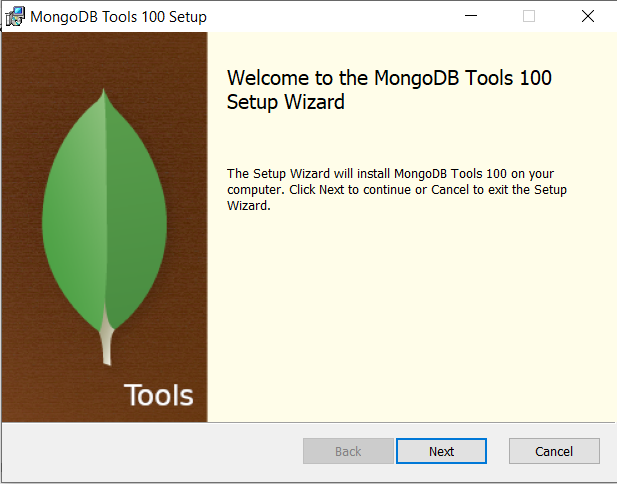 MongoDB Tools 100 Setup
Welcome to the MongoDB Tools 100
Setup Wizard
The Setup Wizard will install MongoDB Tools 100 on your
computer. Click Next to continue or Cancel to exit the Setup
Wizard.
Tools
Back
Next
Cancel